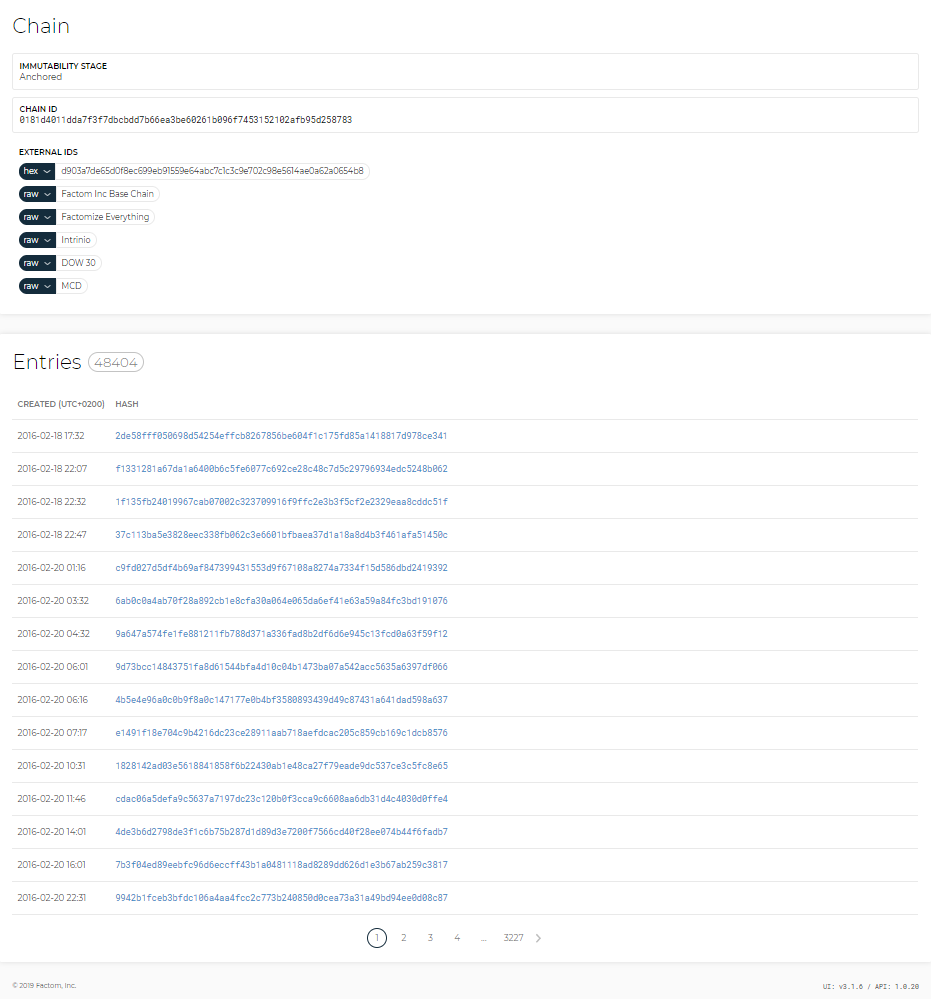 Chain
IMMUTABILITY STAGE
Anchored
CHAIN ID
0181d4011dda7f3f7dbcbdd7b66ea3be60261b096f7453152102afb95d258783
EXTERNAL IDS
hex d903a7de65d0f8ec699eb91559e64abc7c1c3c9e702c98e5614ae0a62a0654b8
raw Factom Inc Base Chain
raw Factomize Everything
raw Intrinio
raw DOW 30
raw MCD
Entries 48404
CREATED (UTC+0200) HASH
2016-02-18 17:32 2de58fff050698d54254effcb8267856be604f1c175fd85a1418817d978ce341
2016-02-18 22:07 f1331281a67da1a6400b6c5fe6077c692ce28c48c7d5c29796934edc5248b062
2016-02-18 22:32 1f135fb24019967cab07002c323709916f9ffc2e3b3f5cf2e2329eaa8cddc51f
2016-02-18 22:47 37c113ba5e3828eec338fb062c3e6601bfbaea37d1a18a8d4b3f461afa51450c
2016-02-20 01:16 c9fd027d5df4b69af847399431553d9f67108a8274a7334f15d586dbd2419392
2016-02-20 03:32 6ab0c0a4ab70f28a892cb1e8cfa30a064e065da6ef41e63a59a84fc3bd191076
2016-02-20 04:32 9a647a574fe1fe881211fb788d371a336fad8b2df6d6e945c13fcd0a63f59f12
2016-02-20 06:01 9d73bcc14843751fa8d61544bfa4d10c04b1473ba07a542acc5635a6397df066
2016-02-20 06:16 4b5e4e96a0c0b9f8a0c147177e0b4bf3580893439d49c87431a641dad598a637
2016-02-20 07:17 e1491f18e704c9b4216dc23ce28911aab718aefdcac205c859cb169c1dcb8576
2016-02-20 10:31 1828142ad03e5618841858f6b22430ab1e48ca27f79eade9dc537ce3c5fc8e65
2016-02-20 11:46 cdac06a5defa9c5637a7197dc23c120b0f3cca9c6608aa6db31d4c4030d0ffe4
2016-02-20 14:01 4de3b6d2798de3f1c6b75b287d1d89d3e7200f7566cd40f28ee074b44f6fadb7
2016-02-20 16:01 7b3f04ed89eebfc96d6eccff43b1a0481118ad8289dd626d1e3b67ab259c3817
2016-02-20 22:31 9942b1fceb3bfdc106a4aa4fcc2c773b240850d0cea73a31a49bd94ee0d08c87
1 2 3 4 ... 3227
© 2019 Factom, Inc. UI: v3.1.6 / API: 1.0.20